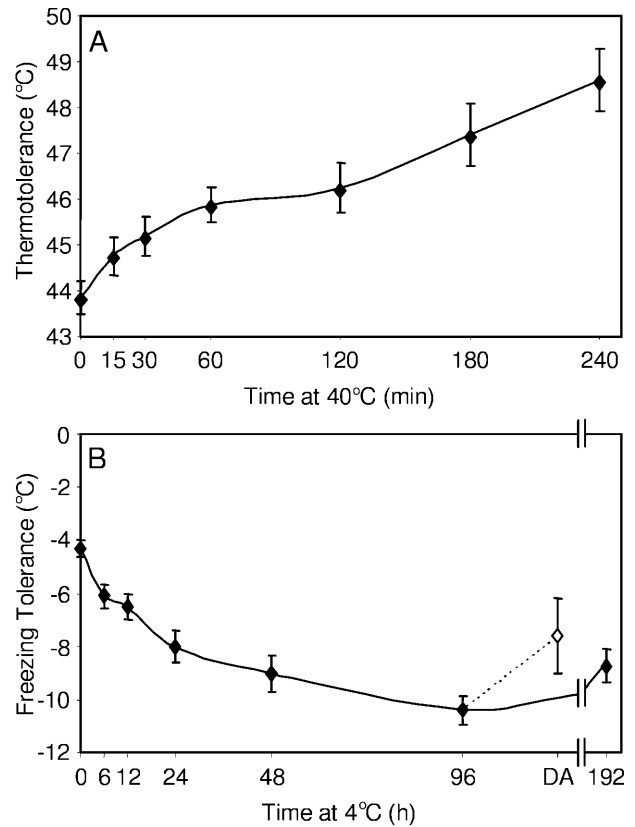 A
Thermotolerance (°C)
50
49
48
47
46
45
44
43
0 15 30 60 120 180 240
Time at 40°C (min)
B
Freezing Tolerance (°C)
0
-2
-4
-6
-8
-10
-12
0 6 12 24 48 96 DA 192
Time at 4°C (h)